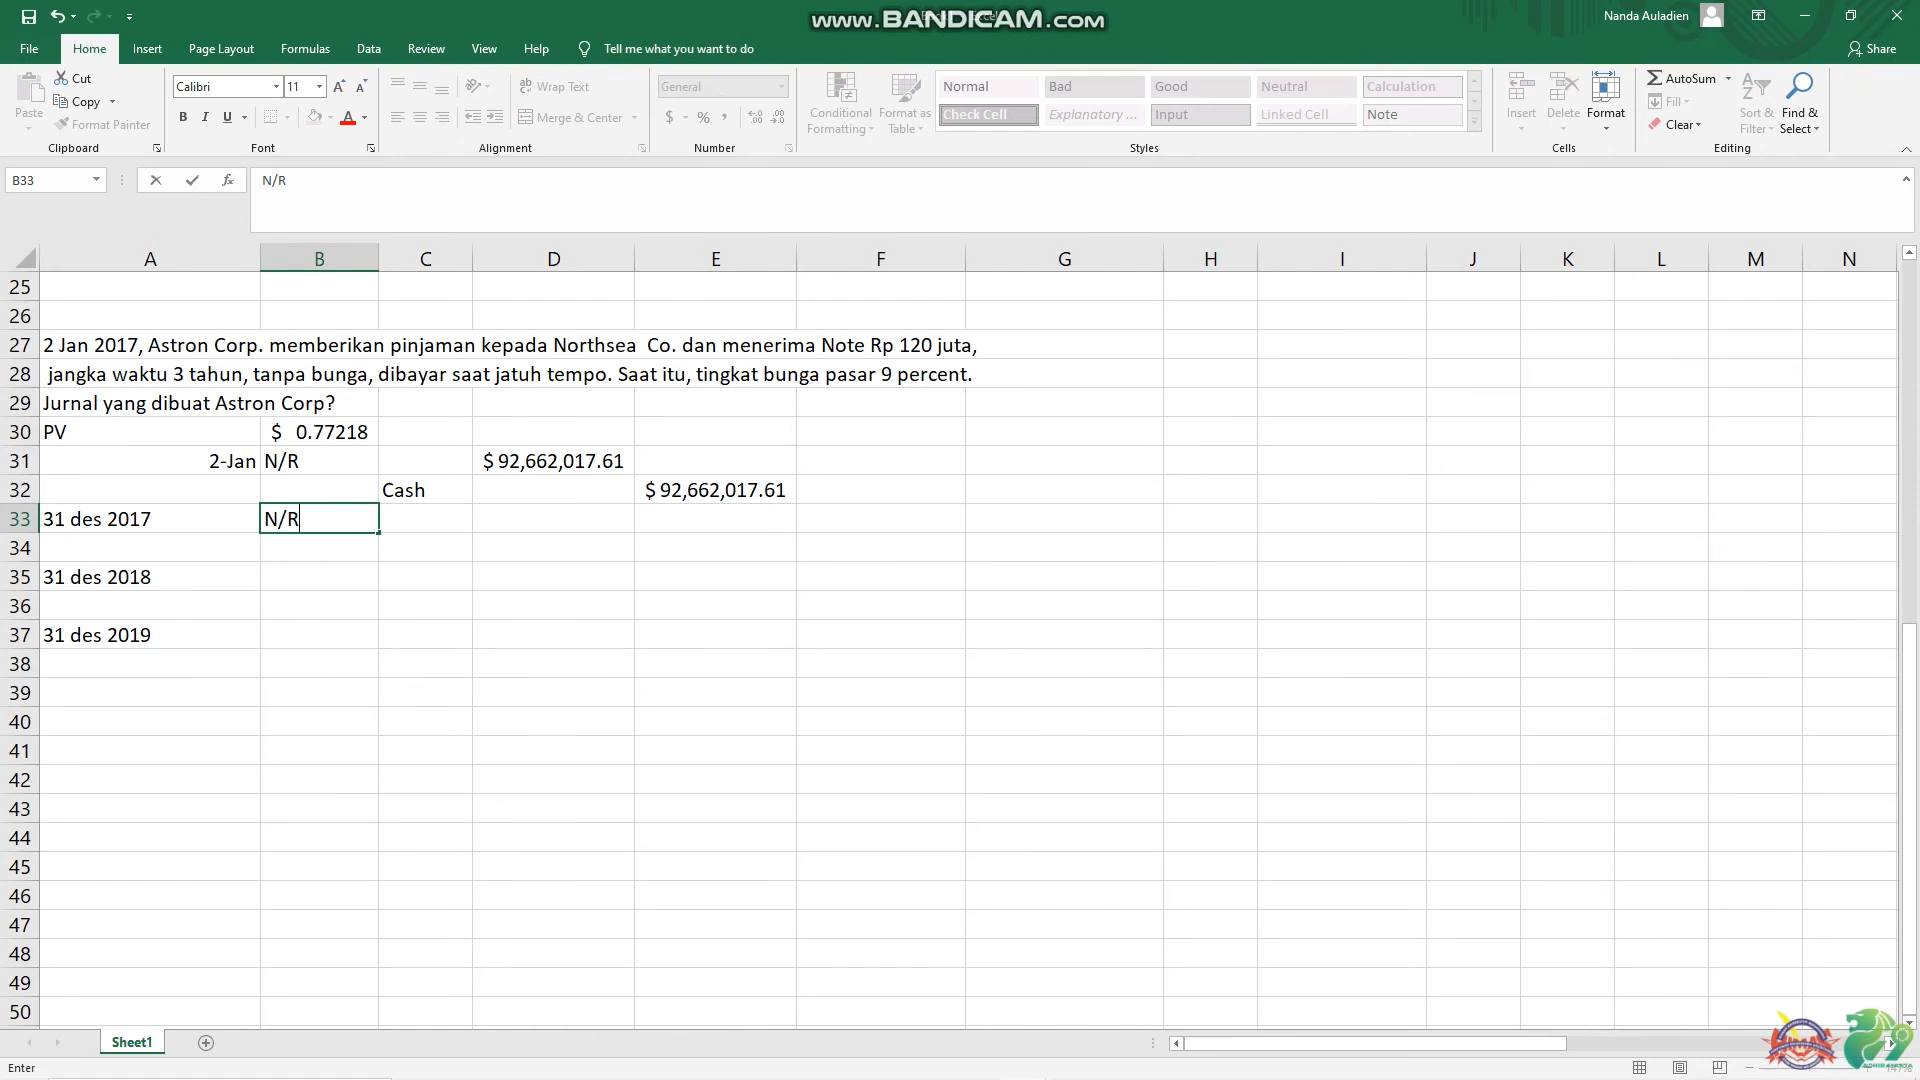 www.BANDICAM.com
Nanda Auladien
File Home Insert Page Layout Formulas Data Review View Help Tell me what you want to do Share
Paste Cut Copy Format Painter Clipboard
Calibri 11 A A B I U A Font
Wrap Text Merge & Center Alignment
General $ % , Number
Conditional Formatting Format as Table
Normal Bad Good Neutral Calculation
Check Cell Explanatory ... Input Linked Cell Note
Styles
Insert Delete Format Cells
AutoSum Fill Clear Sort & Filter Find & Select Editing
B33 fx N/R
A B C D E F G H I J K L M N
25
26
27 2 Jan 2017, Astron Corp. memberikan pinjaman kepada Northsea  Co. dan menerima Note Rp 120 juta,
28 jangka waktu 3 tahun, tanpa bunga, dibayar saat jatuh tempo. Saat itu, tingkat bunga pasar 9 percent.
29 Jurnal yang dibuat Astron Corp?
30 PV $ 0.77218
31 2-Jan N/R $ 92,662,017.61
32 Cash $ 92,662,017.61
33 31 des 2017 N/R
34
35 31 des 2018
36
37 31 des 2019
38
39
40
41
42
43
44
45
46
47
48
49
50
Sheet1
Enter